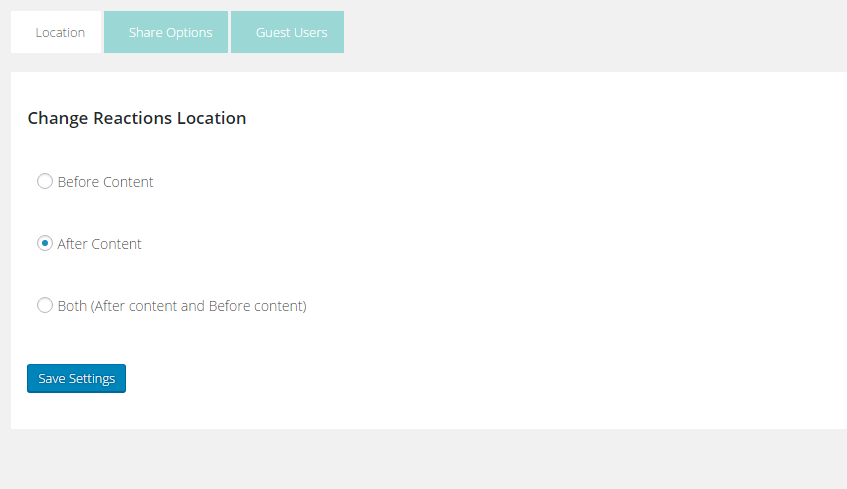 Location Share Options Guest Users
Change Reactions Location
Before Content
After Content
Both (After content and Before content)
Save Settings